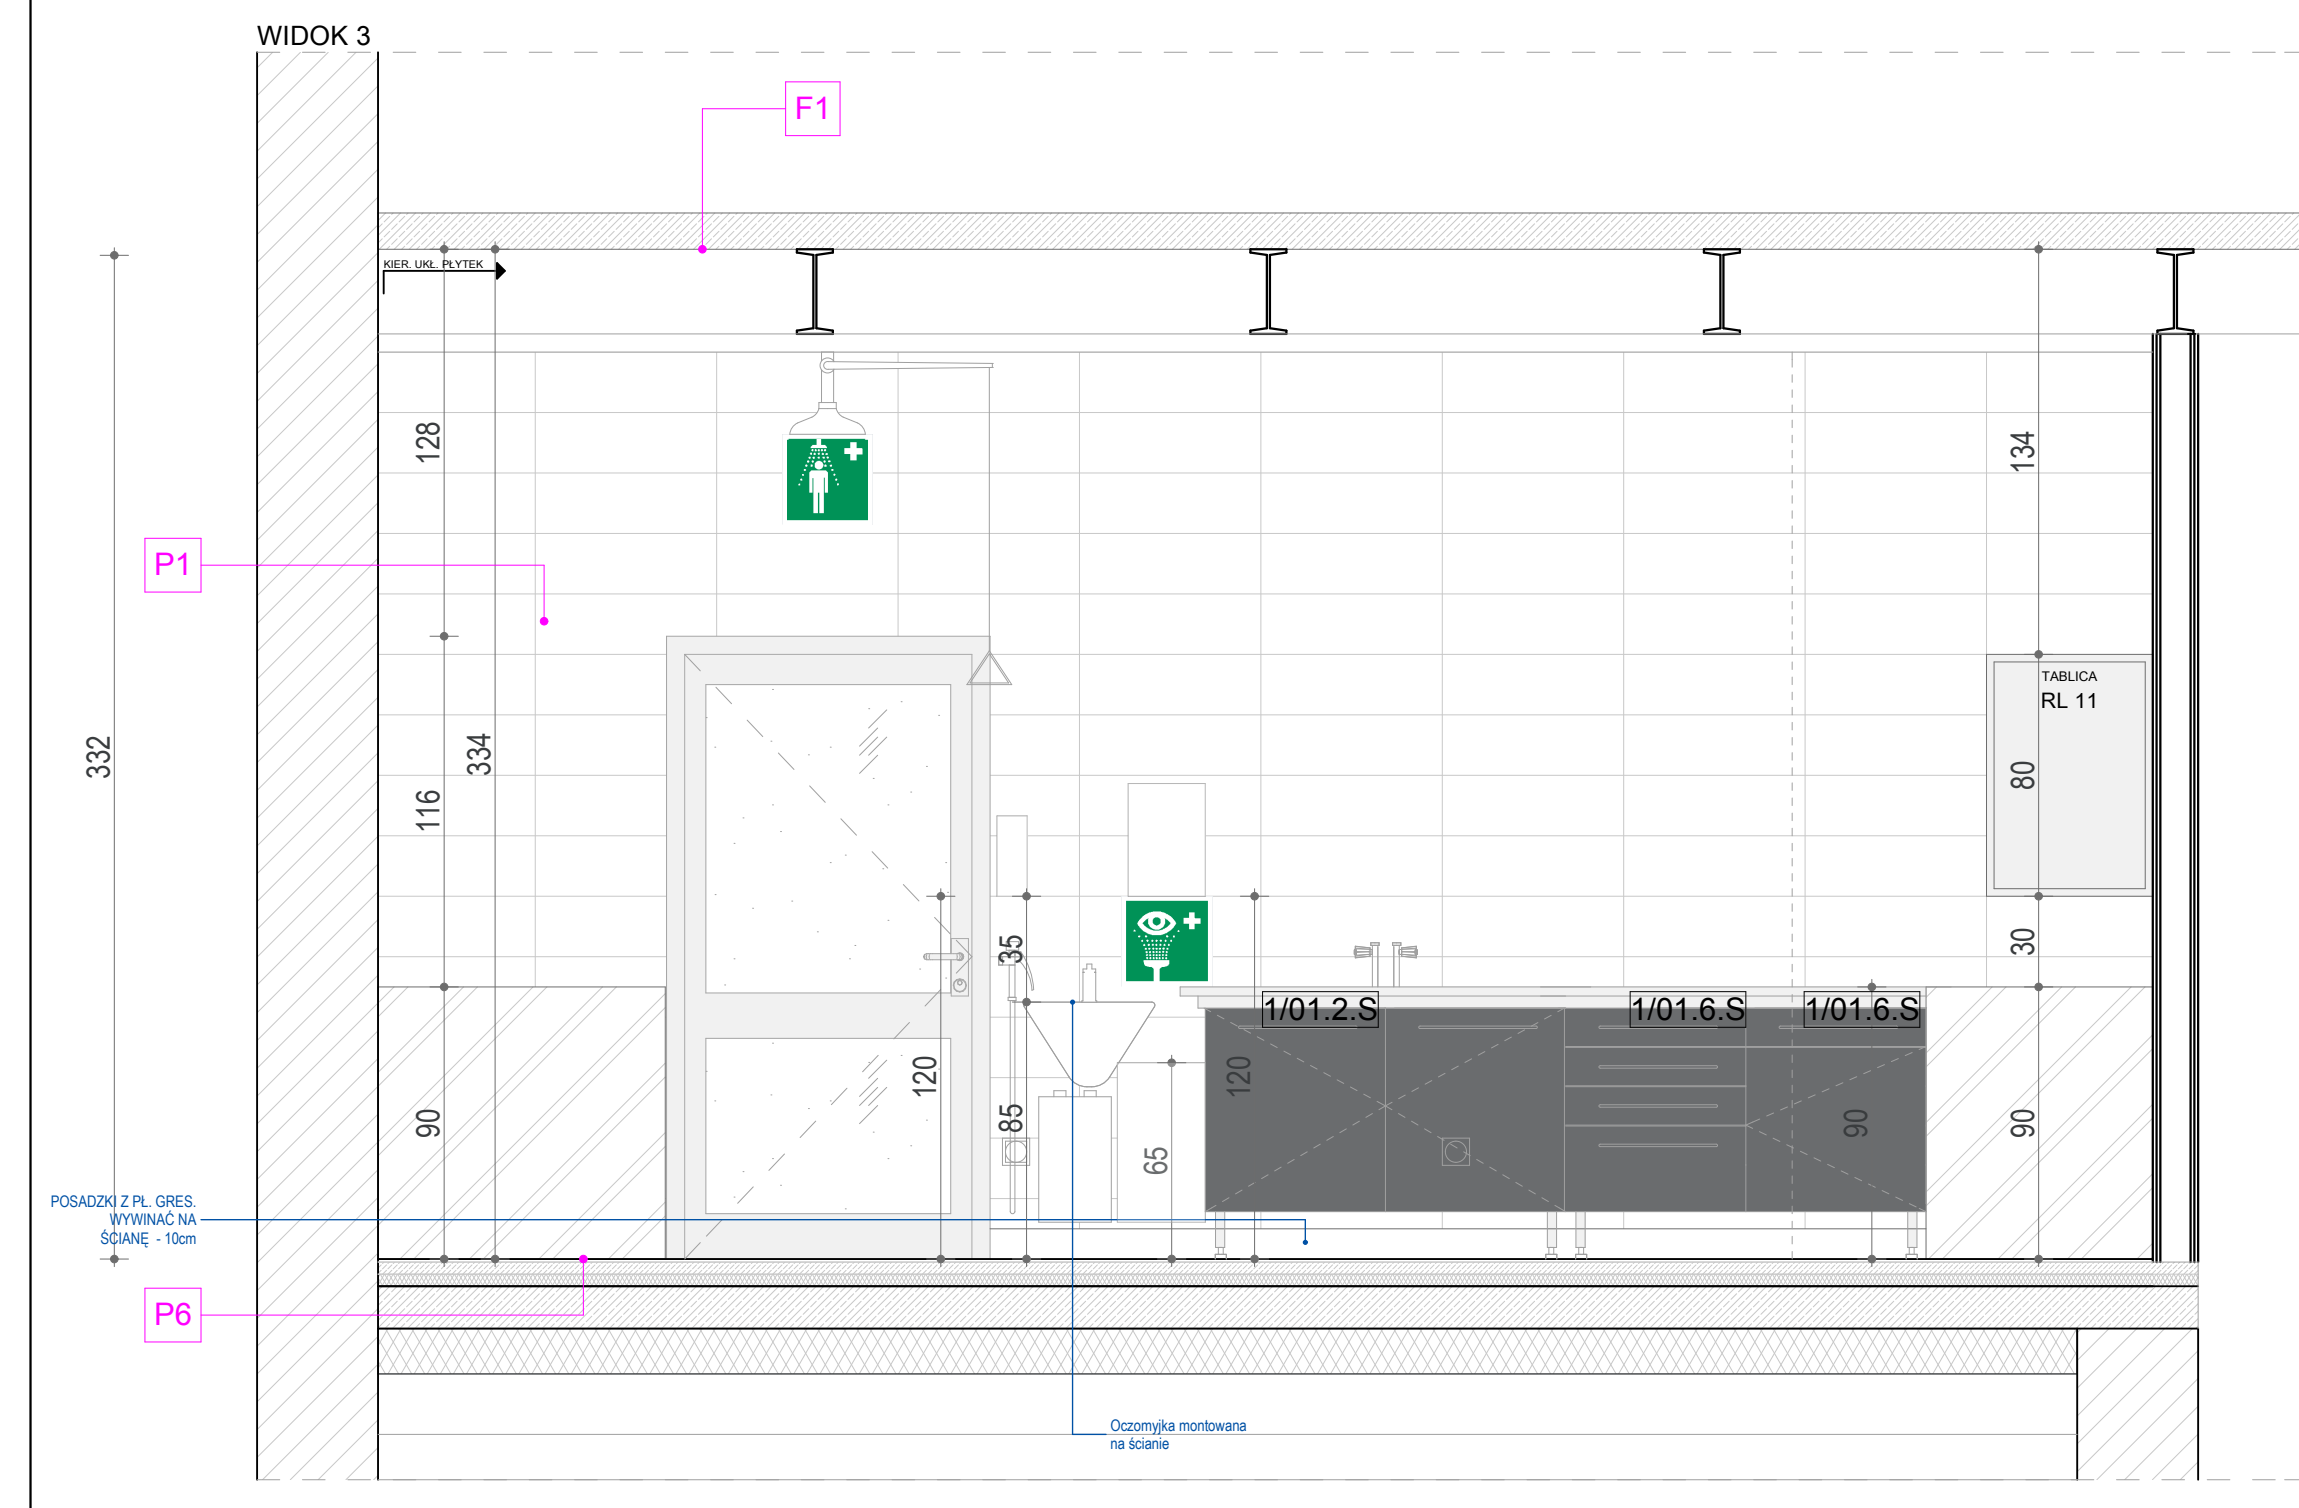 WIDOK 3
F1
KIER. UKŁ. PŁYTEK
128
134
P1
TABLICA
RL 11
332
334
80
116
35
30
1/01.2.S
1/01.6.S
1/01.6.S
120
120
85
90
90
90
65
POSADZKI Z PŁ. GRES.
WYWINAĆ NA
ŚCIANĘ - 10cm
P6
Oczomyjka montowana
na ścianie